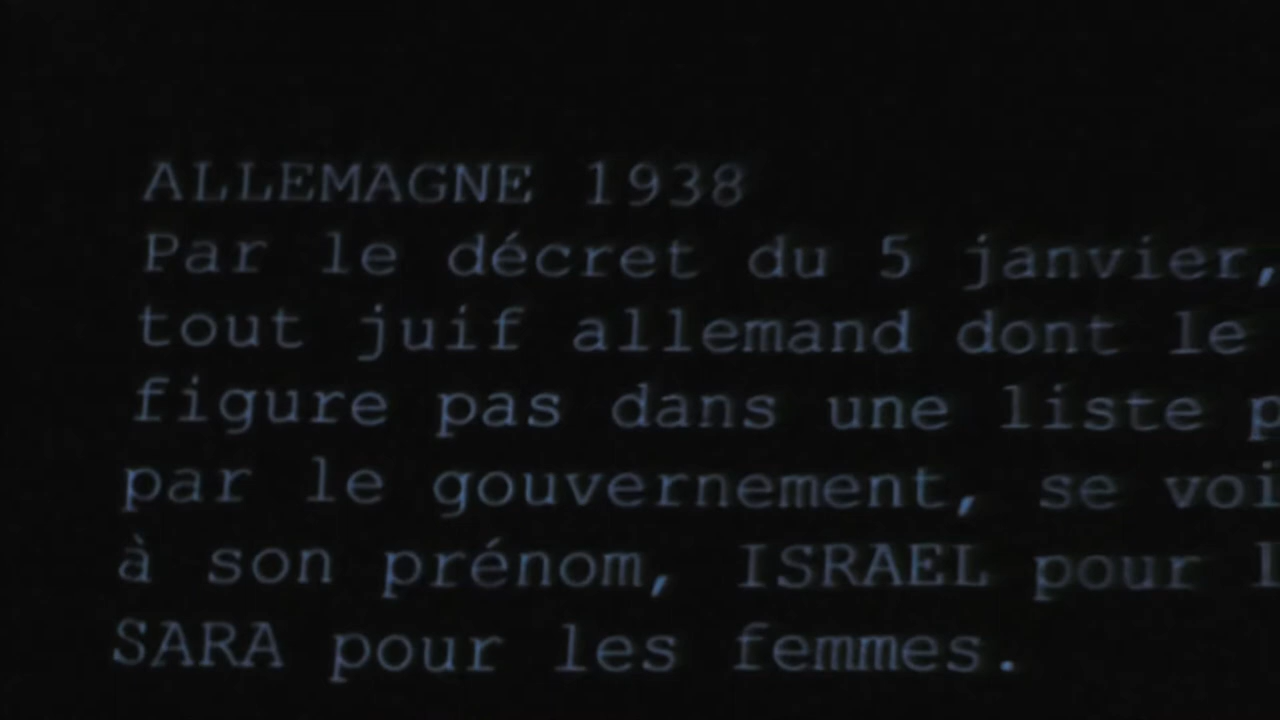 ALLEMAGNE 1938
Par le décret du 5 janvier,
tout juif allemand dont le
figure pas dans une liste
par le gouvernement, se
à son prénom, ISRAEL pour
SARA pour les femmes.